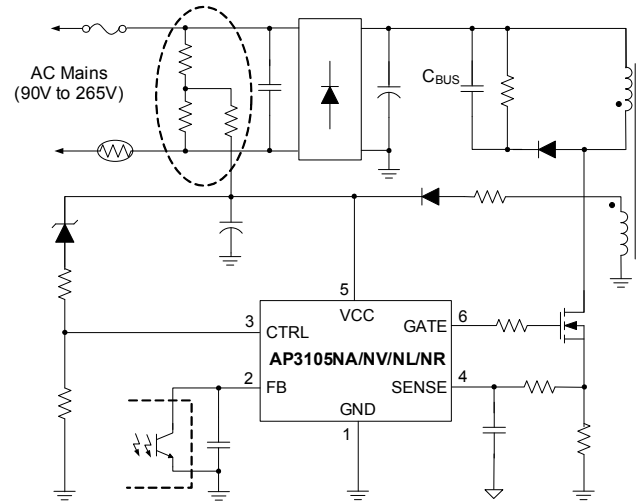 AC Mains
(90V to 265V)
CBUS
5
VCC
3
CTRL
GATE
6
AP3105NA/NV/NL/NR
2
FB
SENSE
4
GND
1